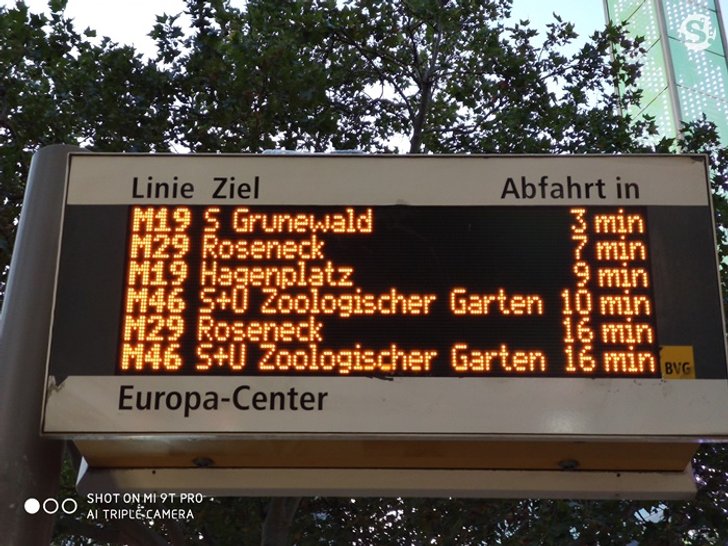 Linie Ziel Abfahrt in
M19 S Grunewald 3 min
M29 Roseneck 7 min
M19 Hagenplatz 9 min
M46 S+U Zoologischer Garten 10 min
M29 Roseneck 16 min
M46 S+U Zoologischer Garten 16 min
BVG
Europa-Center
SHOT ON MI 9T PRO
AI TRIPLE CAMERA